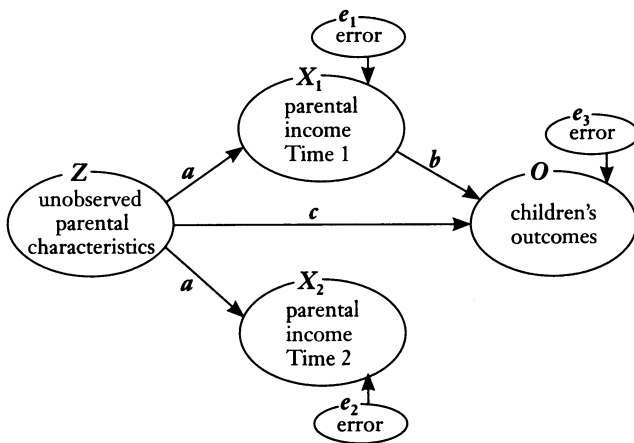 e1
error
X1
parental
income
Time 1
e3
error
a
b
Z
unobserved
parental
characteristics
c
O
children's
outcomes
a
X2
parental
income
Time 2
e2
error